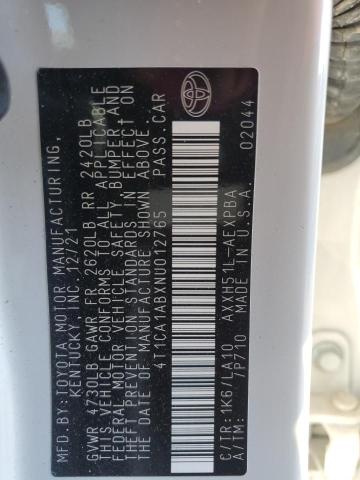 MFD. BY: TOYOTA MOTOR MANUFACTURING,
KENTUCKY, INC. 12/21
GVWR 4730LB GAWR FR 2620LB RR 2420LB
THIS VEHICLE CONFORMS TO ALL APPLICABLE
FEDERAL MOTOR VEHICLE SAFETY, BUMPER, AND
THEFT PREVENTION STANDARDS IN EFFECT ON
THE DATE OF MANUFACTURE SHOWN ABOVE.
4T1CA1ABXNU012765 PASS. CAR
C/TR: 1K6/LA10 AXXH51L-AEXPBA
A/TM: 7P710 MADE IN U.S.A.
02044